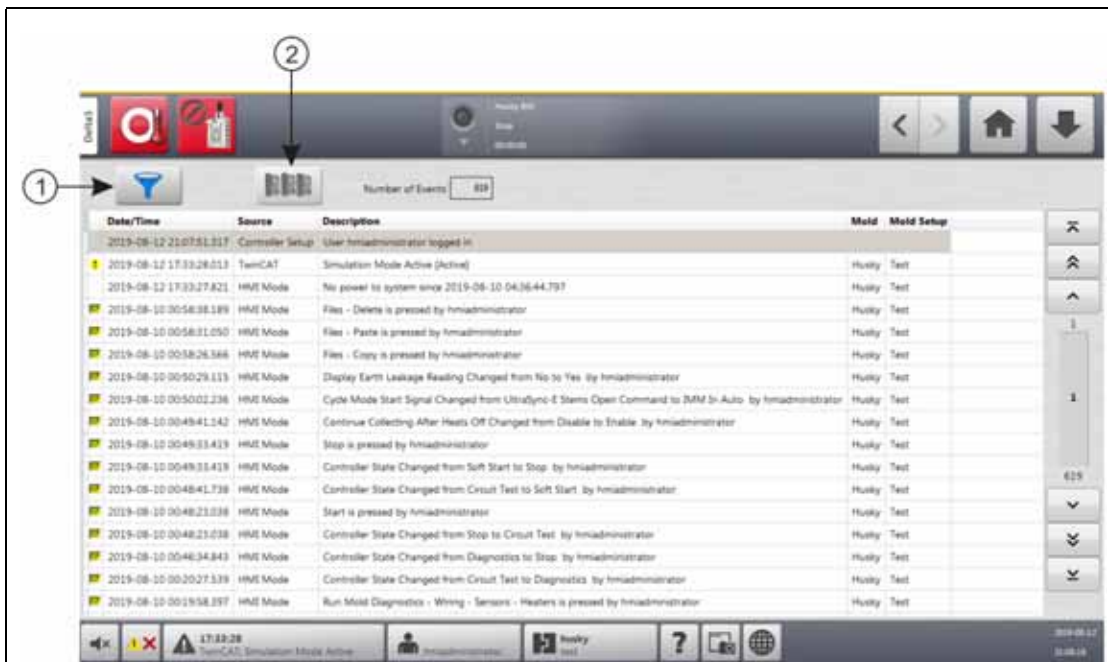 2
1
Delta3
Stop
Number of Events 619
Date/Time Source Description Mold Mold Setup
2019-08-12 21:07:51.317 Controller Setup User hmiadministrator logged in
2019-08-12 17:33:28.013 TwinCAT Simulation Mode Active (Active) Husky Test
2019-08-12 17:33:27.821 HMI Mode No power to system since 2019-08-10 04:36:44.797 Husky Test
2019-08-10 00:58:38.189 HMI Mode Files - Delete is pressed by hmiadministrator Husky Test
2019-08-10 00:58:31.050 HMI Mode Files - Paste is pressed by hmiadministrator Husky Test
2019-08-10 00:58:26.566 HMI Mode Files - Copy is pressed by hmiadministrator Husky Test
2019-08-10 00:50:29.115 HMI Mode Display Earth Leakage Reading Changed from No to Yes by hmiadministrator Husky Test
2019-08-10 00:50:02.236 HMI Mode Cycle Mode Start Signal Changed from UltraSync-E Stems Open Command to IMM In Auto by hmiadministrator Husky Test
2019-08-10 00:49:41.142 HMI Mode Continue Collecting After Heats Off Changed from Disable to Enable by hmiadministrator Husky Test
2019-08-10 00:49:33.419 HMI Mode Stop is pressed by hmiadministrator Husky Test
2019-08-10 00:49:33.419 HMI Mode Controller State Changed from Soft Start to Stop by hmiadministrator Husky Test
2019-08-10 00:48:41.738 HMI Mode Controller State Changed from Circuit Test to Soft Start by hmiadministrator Husky Test
2019-08-10 00:48:23.038 HMI Mode Start is pressed by hmiadministrator Husky Test
2019-08-10 00:48:23.038 HMI Mode Controller State Changed from Stop to Circuit Test by hmiadministrator Husky Test
2019-08-10 00:46:34.843 HMI Mode Controller State Changed from Diagnostics to Stop by hmiadministrator Husky Test
2019-08-10 00:20:27.539 HMI Mode Controller State Changed from Circuit Test to Diagnostics by hmiadministrator Husky Test
2019-08-10 00:19:58.397 HMI Mode Run Mold Diagnostics - Wiring - Sensors - Heaters is pressed by hmiadministrator Husky Test
1
1
619
17:33:28
TwinCAT: Simulation Mode Active
hmiadministrator
husky
test
?